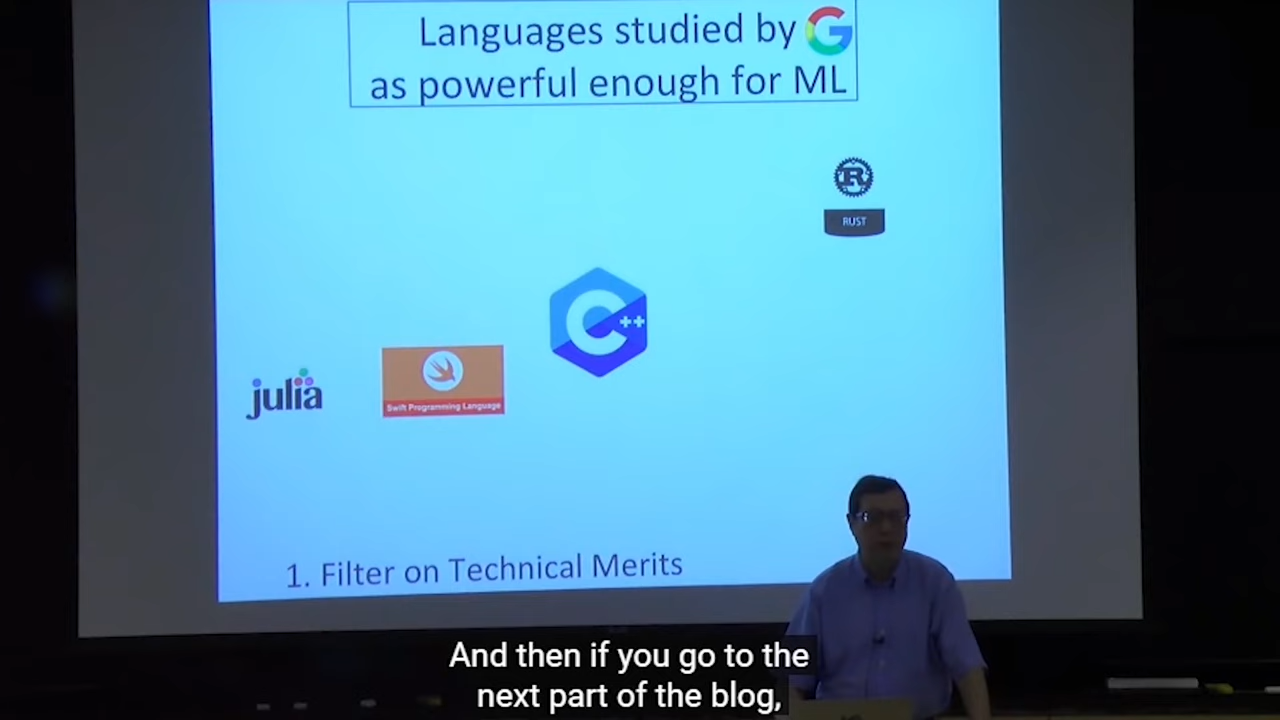 Languages studied by G
as powerful enough for ML
R
RUST
C++
julia
Swift Programming Language
1. Filter on Technical Merits
And then if you go to the
next part of the blog,